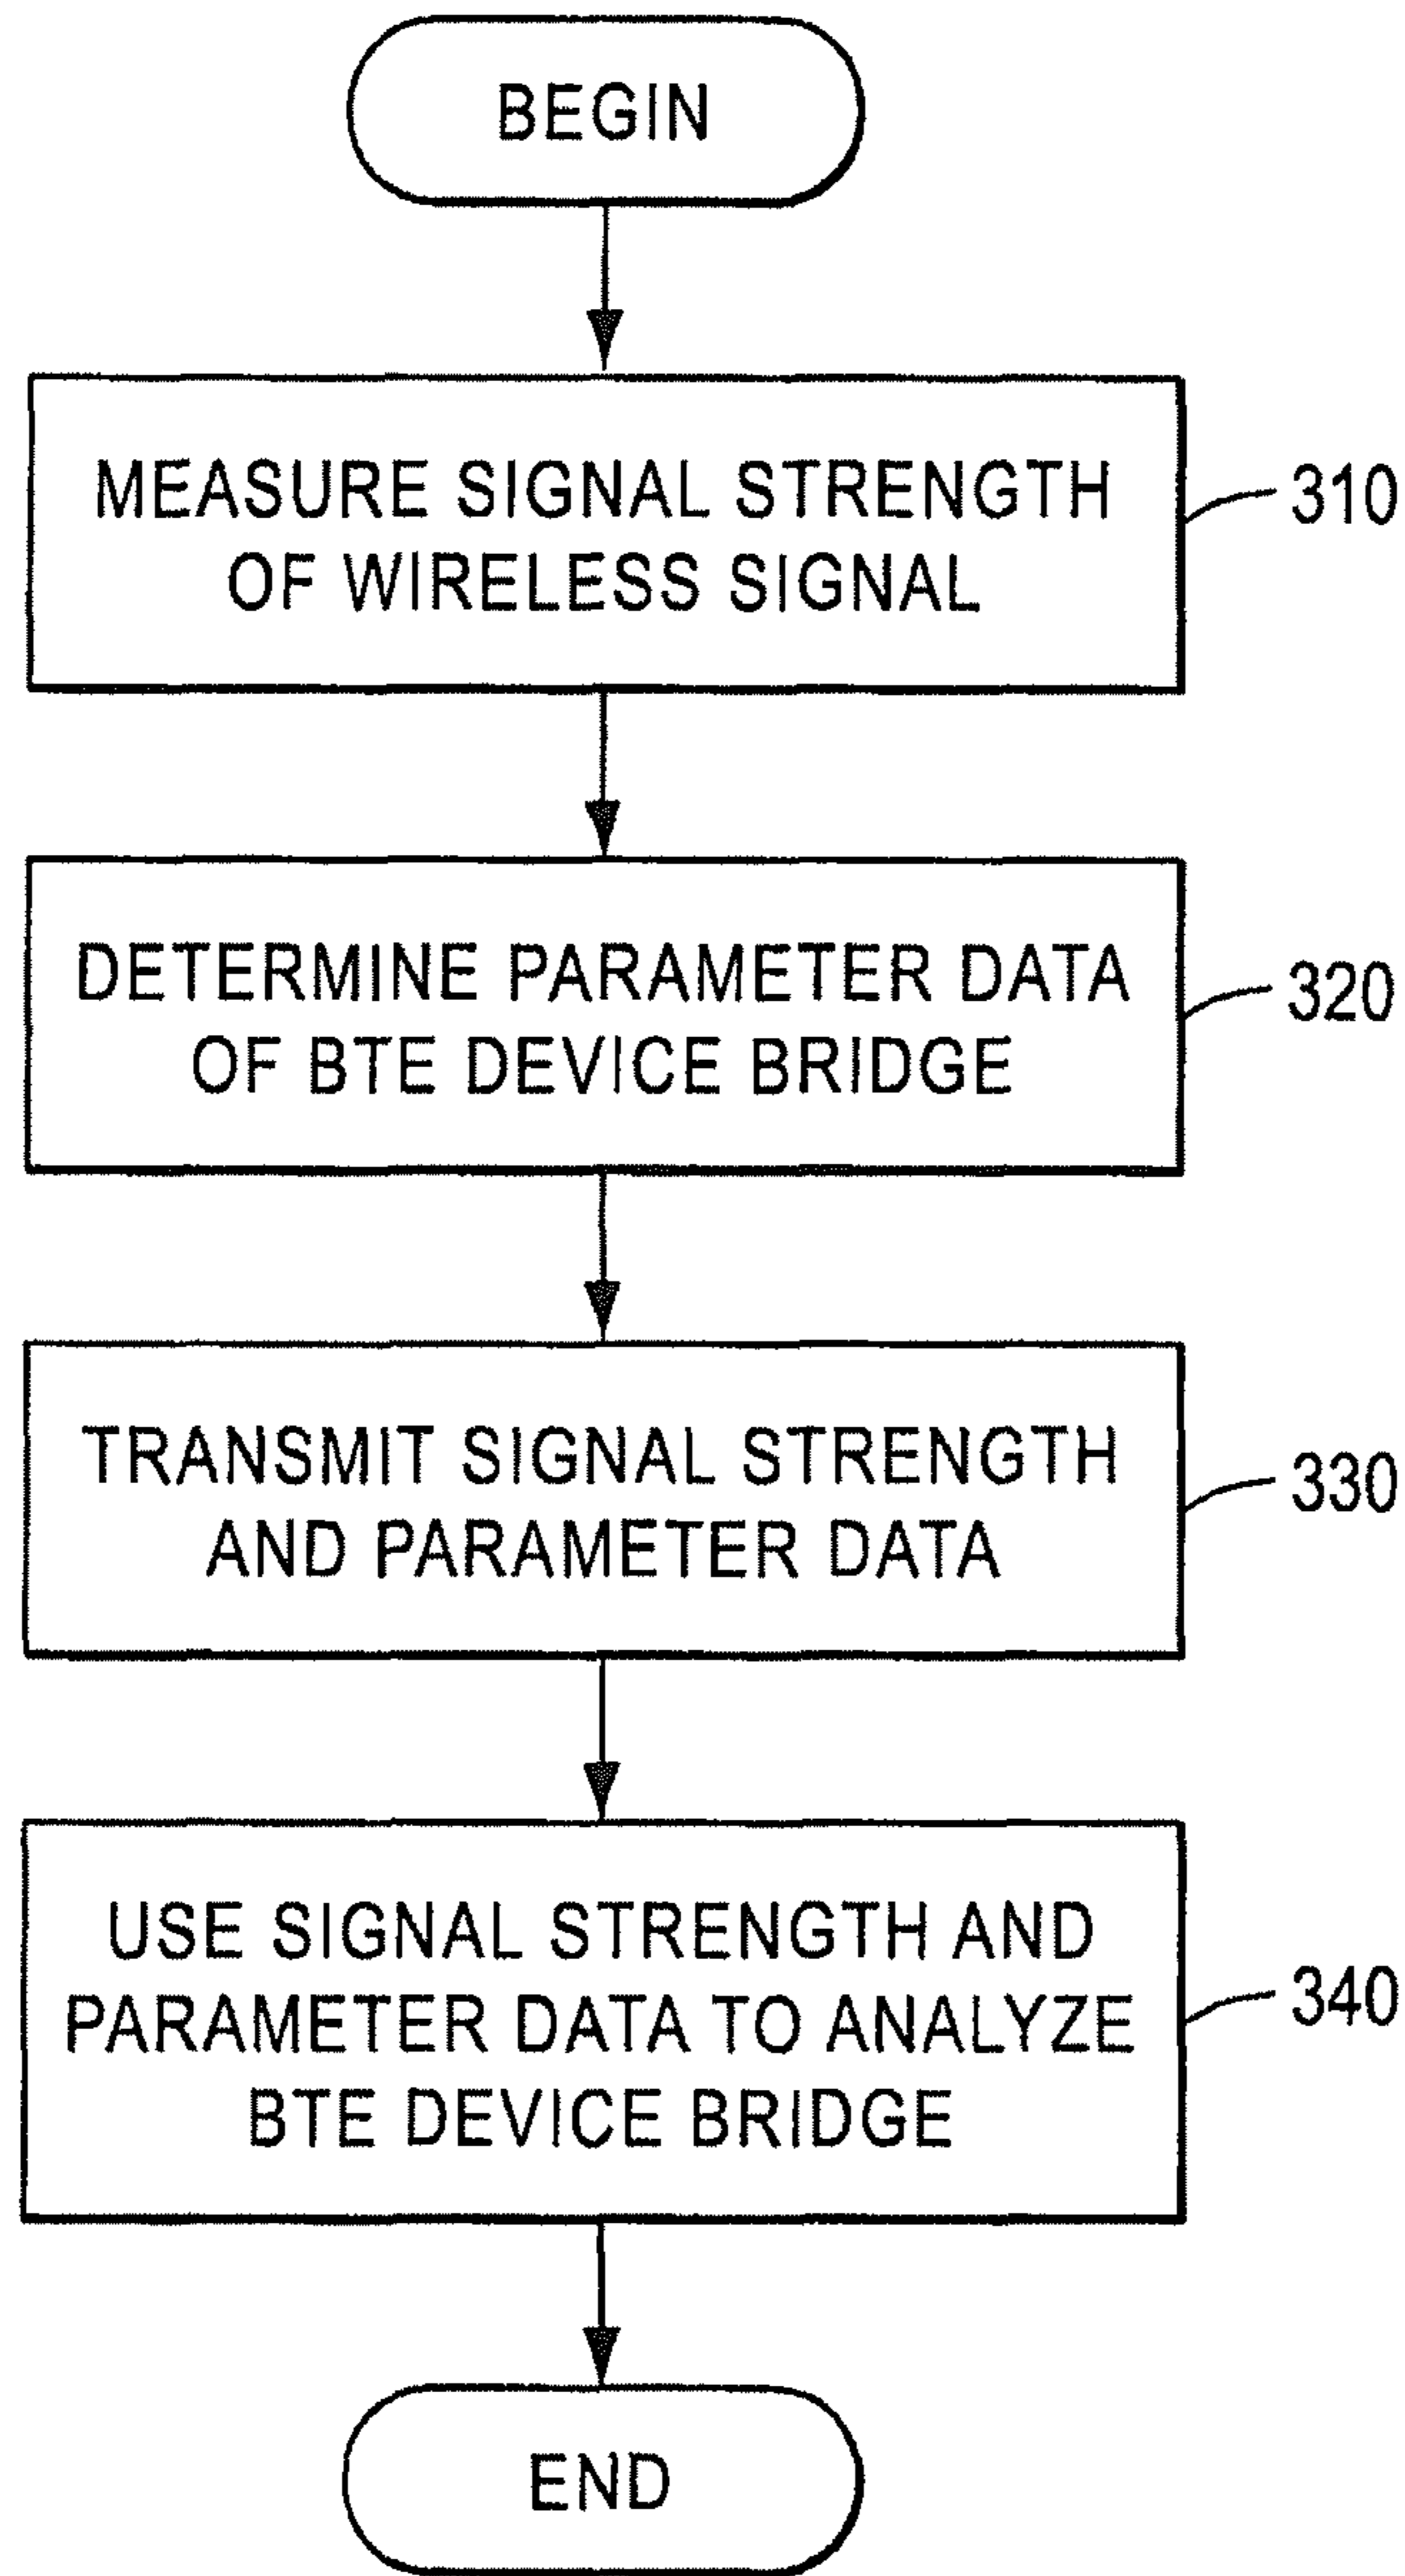 BEGIN
MEASURE SIGNAL STRENGTH
OF WIRELESS SIGNAL
310
DETERMINE PARAMETER DATA
OF BTE DEVICE BRIDGE
320
TRANSMIT SIGNAL STRENGTH
AND PARAMETER DATA
330
USE SIGNAL STRENGTH AND
PARAMETER DATA TO ANALYZE
BTE DEVICE BRIDGE
340
END